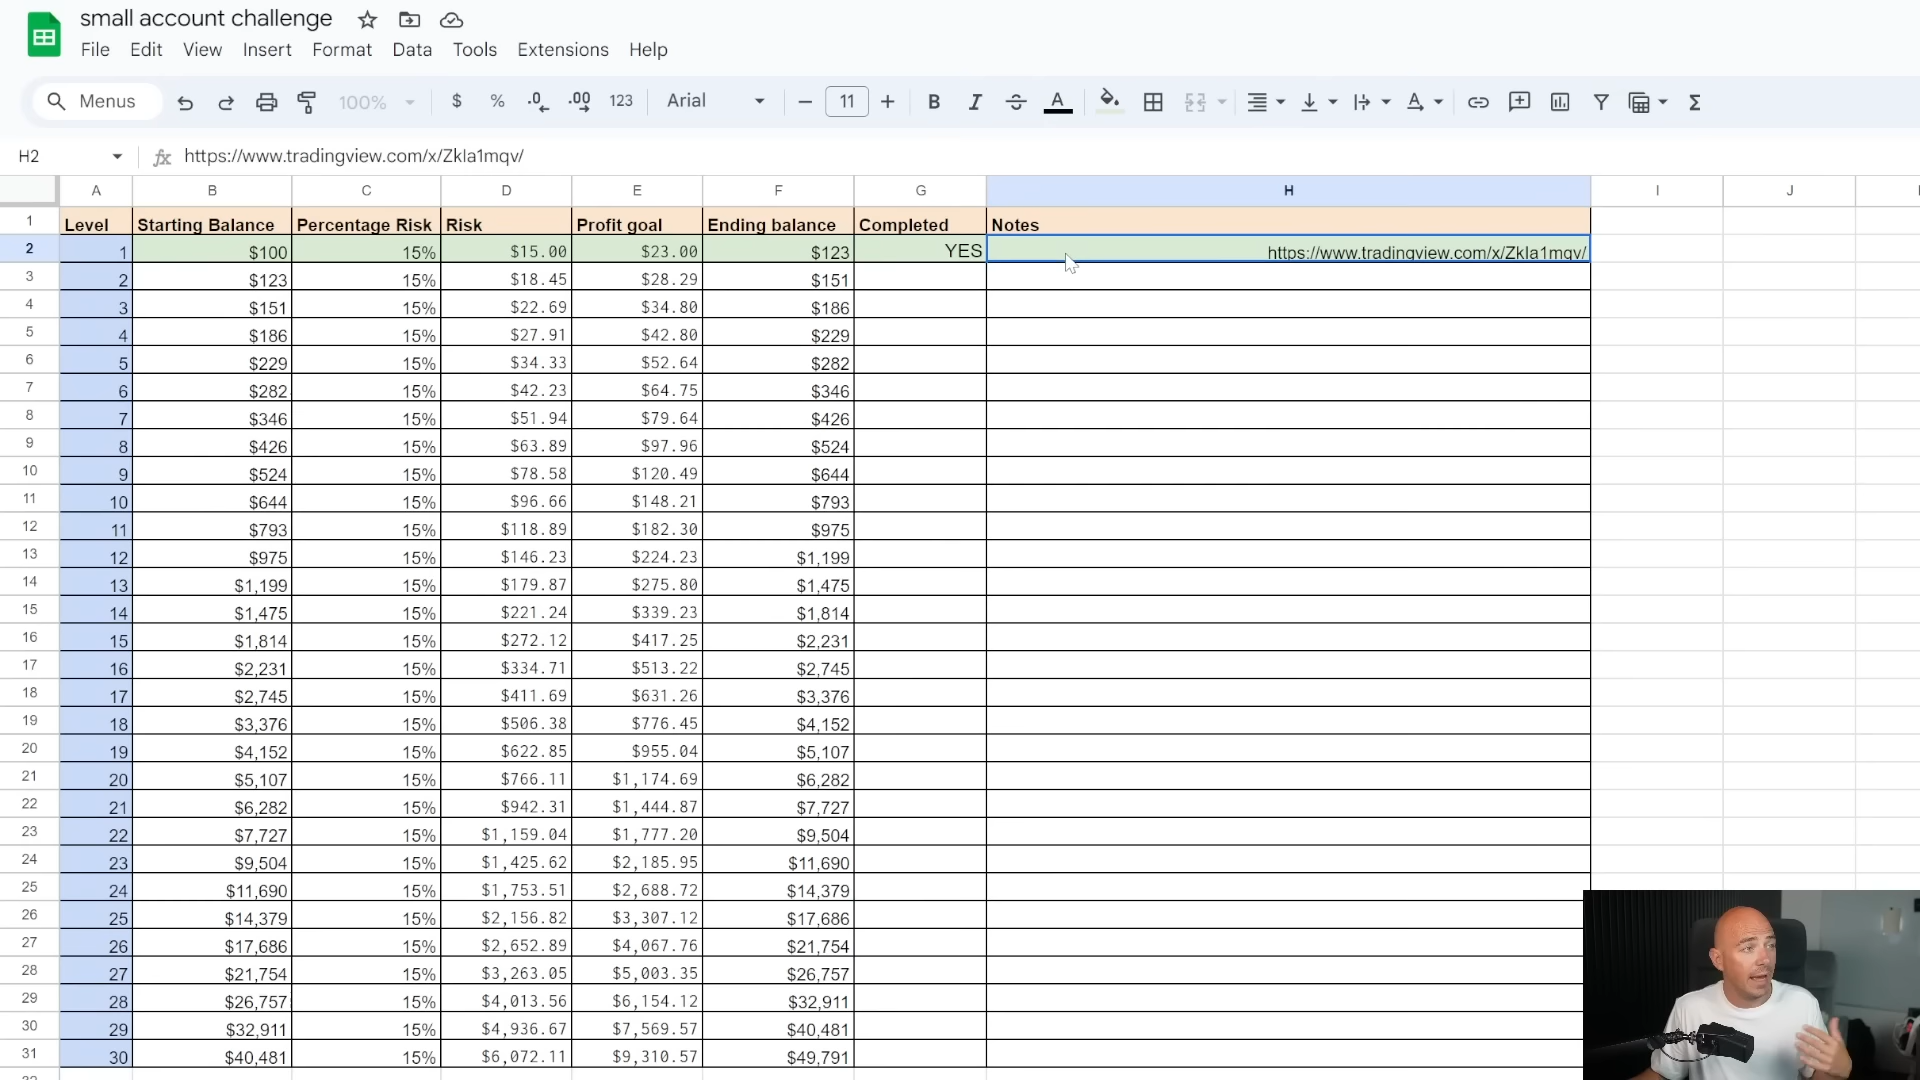 small account challenge
File Edit View Insert Format Data Tools Extensions Help
Menus 100% $ % .0 .00 123 Arial 11 B I A
H2 fx https://www.tradingview.com/x/Zkla1mqv/
A B C D E F G H I J
1 Level Starting Balance Percentage Risk Risk Profit goal Ending balance Completed Notes
2 1 $100 15% $15.00 $23.00 $123 YES https://www.tradingview.com/x/Zkla1mqv/
3 2 $123 15% $18.45 $28.29 $151
4 3 $151 15% $22.69 $34.80 $186
5 4 $186 15% $27.91 $42.80 $229
6 5 $229 15% $34.33 $52.64 $282
7 6 $282 15% $42.23 $64.75 $346
8 7 $346 15% $51.94 $79.64 $426
9 8 $426 15% $63.89 $97.96 $524
10 9 $524 15% $78.58 $120.49 $644
11 10 $644 15% $96.66 $148.21 $793
12 11 $793 15% $118.89 $182.30 $975
13 12 $975 15% $146.23 $224.23 $1,199
14 13 $1,199 15% $179.87 $275.80 $1,475
15 14 $1,475 15% $221.24 $339.23 $1,814
16 15 $1,814 15% $272.12 $417.25 $2,231
17 16 $2,231 15% $334.71 $513.22 $2,745
18 17 $2,745 15% $411.69 $631.26 $3,376
19 18 $3,376 15% $506.38 $776.45 $4,152
20 19 $4,152 15% $622.85 $955.04 $5,107
21 20 $5,107 15% $766.11 $1,174.69 $6,282
22 21 $6,282 15% $942.31 $1,444.87 $7,727
23 22 $7,727 15% $1,159.04 $1,777.20 $9,504
24 23 $9,504 15% $1,425.62 $2,185.95 $11,690
25 24 $11,690 15% $1,753.51 $2,688.72 $14,379
26 25 $14,379 15% $2,156.82 $3,307.12 $17,686
27 26 $17,686 15% $2,652.89 $4,067.76 $21,754
28 27 $21,754 15% $3,263.05 $5,003.35 $26,757
29 28 $26,757 15% $4,013.56 $6,154.12 $32,911
30 29 $32,911 15% $4,936.67 $7,569.57 $40,481
31 30 $40,481 15% $6,072.11 $9,310.57 $49,791